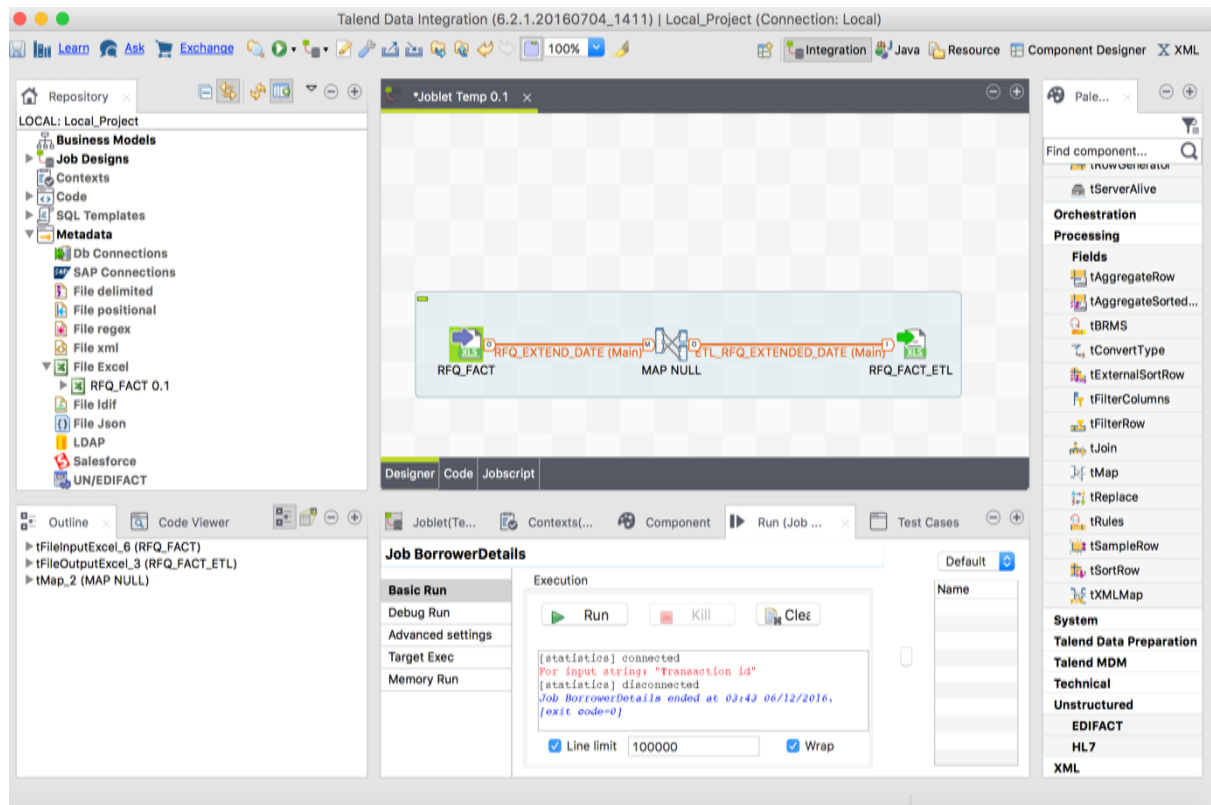 Talend Data Integration (6.2.1.20160704_1411) | Local_Project (Connection: Local)
Learn Ask Exchange 100% Integration Java Resource Component Designer XML
Repository
LOCAL: Local_Project
Business Models
Job Designs
Contexts
Code
SQL Templates
Metadata
Db Connections
SAP Connections
File delimited
File positional
File regex
File xml
File Excel
RFQ_FACT 0.1
File ldif
File Json
LDAP
Salesforce
UN/EDIFACT
Outline Code Viewer
tFileInputExcel_6 (RFQ_FACT)
tFileOutputExcel_3 (RFQ_FACT_ETL)
tMap_2 (MAP NULL)
*Joblet Temp 0.1
RFQ_EXTEND_DATE (Main) ETL_RFQ_EXTENDED_DATE (Main)
RFQ_FACT MAP NULL RFQ_FACT_ETL
Designer Code Jobscript
Joblet(Te... Contexts(... Component Run (Job ... Test Cases
Job BorrowerDetails
Default
Basic Run
Debug Run
Advanced settings
Target Exec
Memory Run
Execution
Run Kill Clea
[statistics] connected
For input string: "Transaction id"
[statistics] disconnected
Job BorrowerDetails ended at 03:43 06/12/2016.
[exit code=0]
Line limit 100000 Wrap
Name
Pale...
Find component...
tServerAlive
Orchestration
Processing
Fields
tAggregateRow
tAggregateSorted...
tBRMS
tConvertType
tExternalSortRow
tFilterColumns
tFilterRow
tJoin
tMap
tReplace
tRules
tSampleRow
tSortRow
tXMLMap
System
Talend Data Preparation
Talend MDM
Technical
Unstructured
EDIFACT
HL7
XML